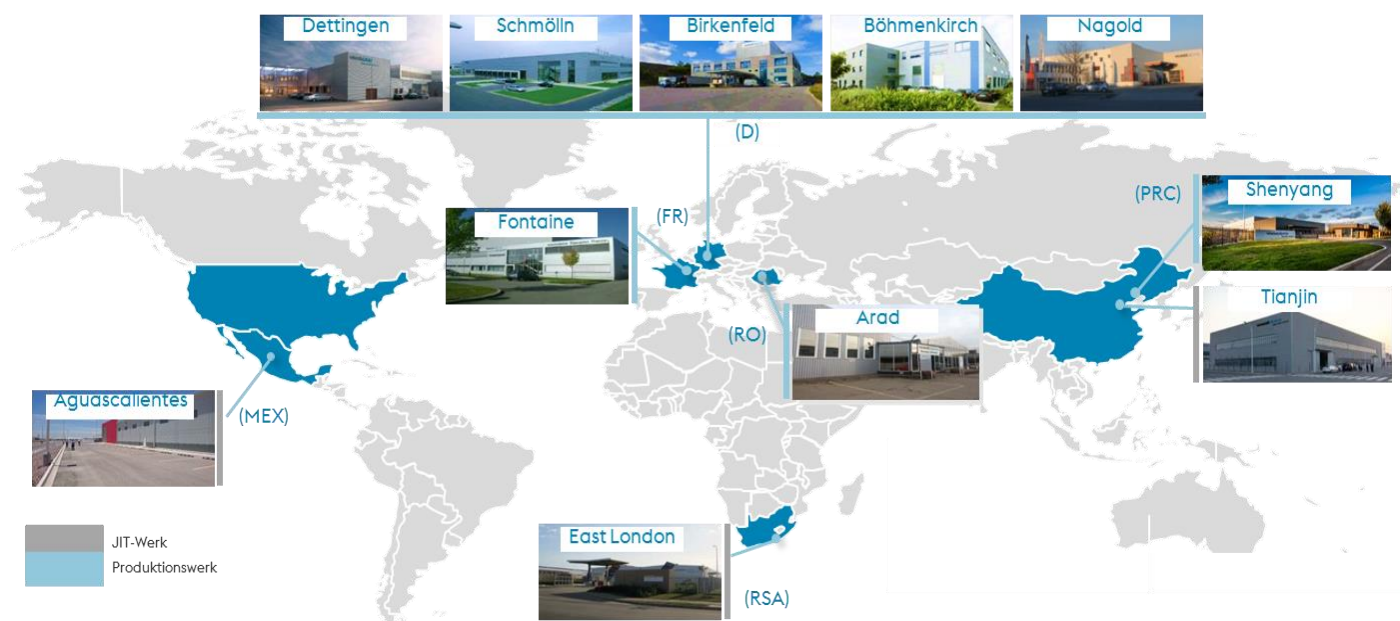 Dettingen
Schmölln
Birkenfeld
Böhmenkirch
Nagold
(D)
(PRC)
Shenyang
Fontaine
(FR)
Tianjin
(RO)
Arad
Aguascalientes
(MEX)
East London
(RSA)
JIT-Werk
Produktionswerk